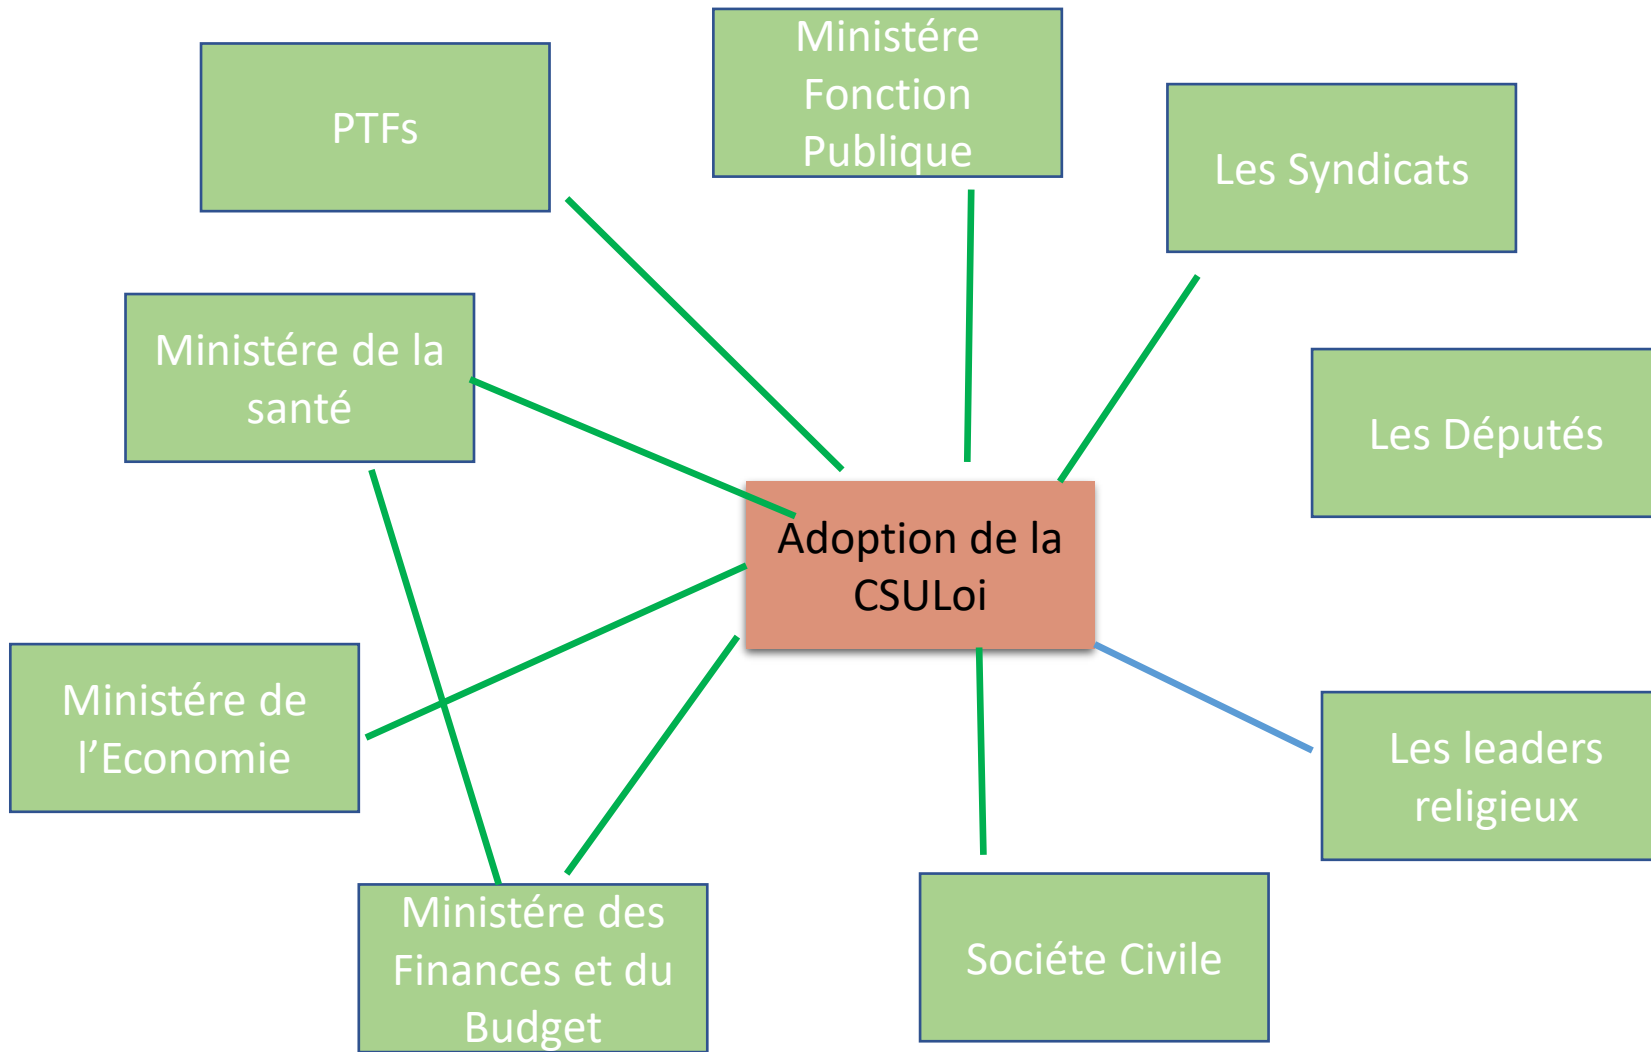 Ministére
Fonction
Publique
PTFs
Les Syndicats
Ministére de la
santé
Les Députés
Adoption de la
CSULoi
Ministére de
l’Economie
Les leaders
religieux
Ministére des
Finances et du
Budget
Sociéte Civile